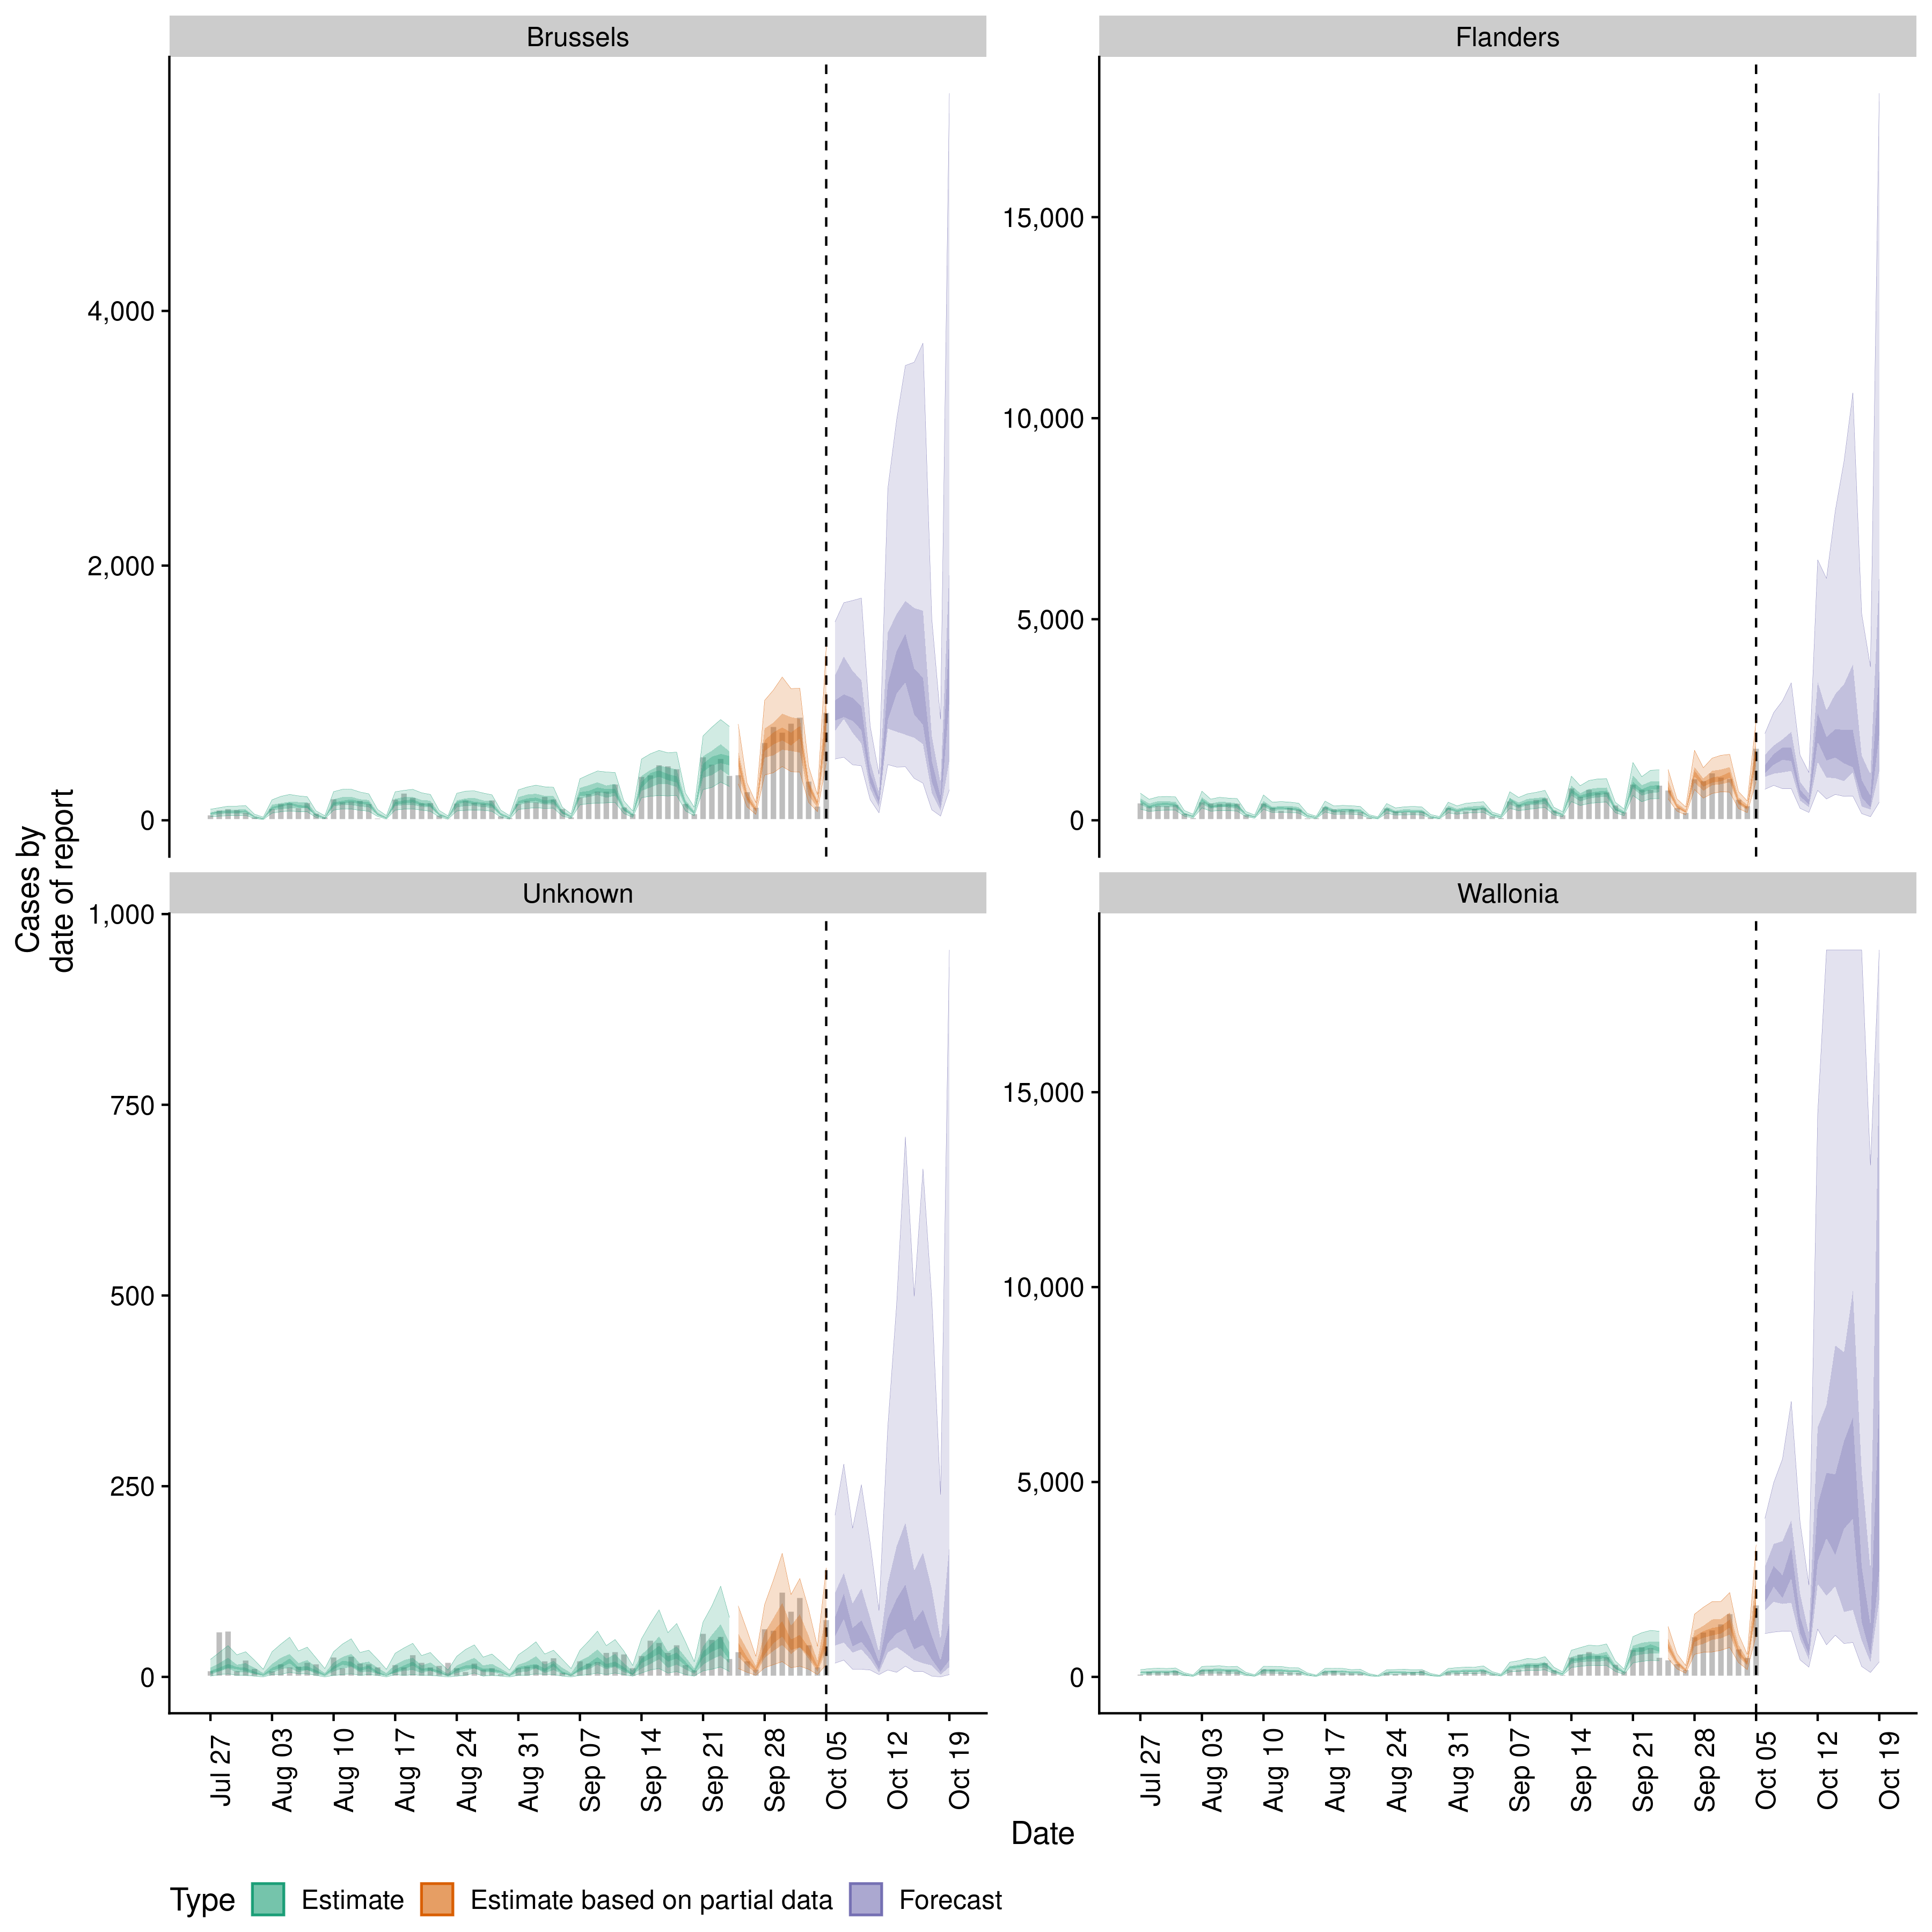 Brussels
Flanders
4,000
2,000
0
15,000
10,000
5,000
0
Cases by
date of report
Unknown
Wallonia
1,000
750
500
250
0
15,000
10,000
5,000
0
Jul 27
Aug 03
Aug 10
Aug 17
Aug 24
Aug 31
Sep 07
Sep 14
Sep 21
Sep 28
Oct 05
Oct 12
Oct 19
Jul 27
Aug 03
Aug 10
Aug 17
Aug 24
Aug 31
Sep 07
Sep 14
Sep 21
Sep 28
Oct 05
Oct 12
Oct 19
Date
Type Estimate Estimate based on partial data Forecast